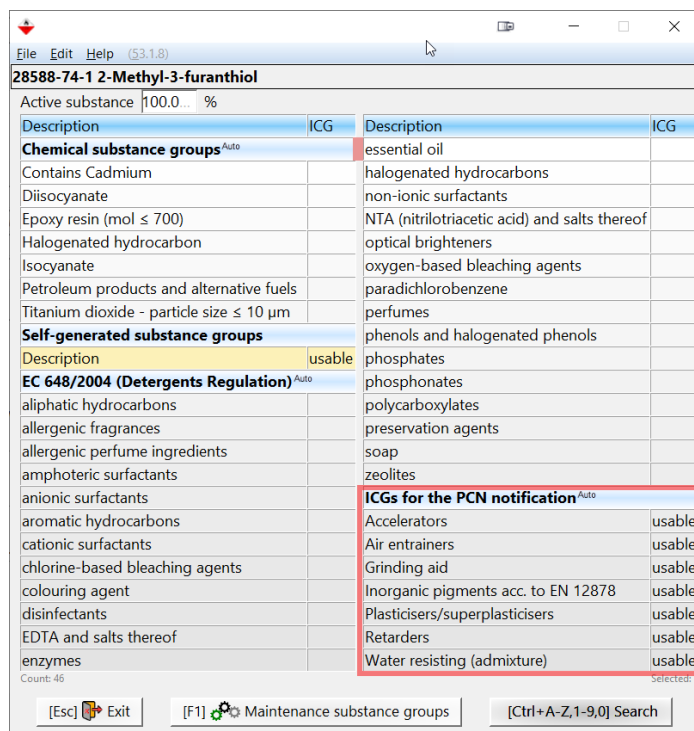 File Edit Help (53.1.8)
28588-74-1 2-Methyl-3-furanthiol
Active substance 100.0... %
Description ICG
Chemical substance groups Auto
Contains Cadmium
Diisocyanate
Epoxy resin (mol ≤ 700)
Halogenated hydrocarbon
Isocyanate
Petroleum products and alternative fuels
Titanium dioxide - particle size ≤ 10 µm
Self-generated substance groups
Description usable
EC 648/2004 (Detergents Regulation) Auto
aliphatic hydrocarbons
allergenic fragrances
allergenic perfume ingredients
amphoteric surfactants
anionic surfactants
aromatic hydrocarbons
cationic surfactants
chlorine-based bleaching agents
colouring agent
disinfectants
EDTA and salts thereof
enzymes
Description ICG
essential oil
halogenated hydrocarbons
non-ionic surfactants
NTA (nitrilotriacetic acid) and salts thereof
optical brighteners
oxygen-based bleaching agents
paradichlorobenzene
perfumes
phenols and halogenated phenols
phosphates
phosphonates
polycarboxylates
preservation agents
soap
zeolites
ICGs for the PCN notification Auto
Accelerators usable
Air entrainers usable
Grinding aid usable
Inorganic pigments acc. to EN 12878 usable
Plasticisers/superplasticisers usable
Retarders usable
Water resisting (admixture) usable
Count: 46 Selected:
[Esc] Exit [F1] Maintenance substance groups [Ctrl+A-Z,1-9,0] Search